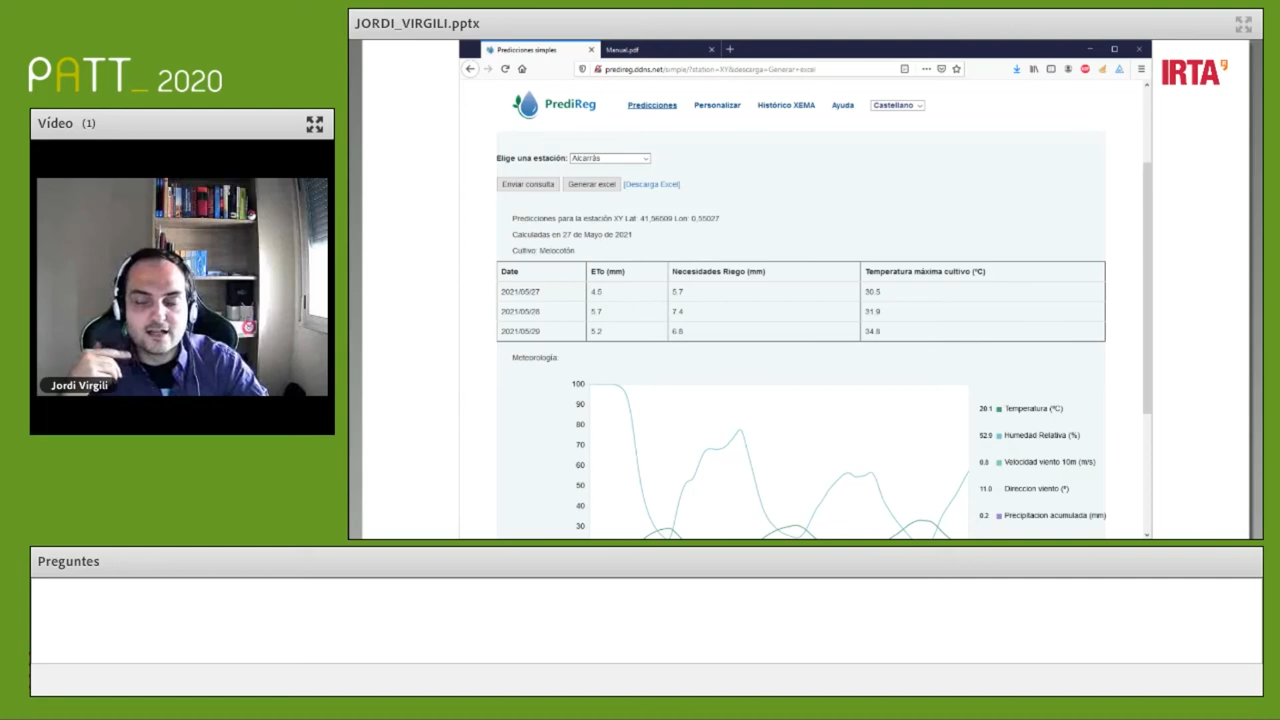 PATT_ 2020
Vídeo (1)
Jordi Virgili
JORDI_VIRGILI.pptx
Predicciones simples
Manual.pdf
predireg.ddns.net/simple/?station=XY&descarga=Generar+excel
IRTA
PrediReg
Predicciones Personalizar Histórico XEMA Ayuda Castellano
Elige una estación: Alcarràs
Enviar consulta Generar excel [Descarga Excel]
Predicciones para la estación XY Lat: 41,56609 Lon: 0,55027
Calculadas en 27 de Mayo de 2021
Cultivo: Melocotón
Date ETo (mm) Necesidades Riego (mm) Temperatura máxima cultivo (ºC)
2021/05/27 4.5 5.7 30.5
2021/05/28 5.7 7.4 31.9
2021/05/29 5.2 6.8 34.8
Meteorología:
100
90
80
70
60
50
40
30
28.1 Temperatura (ºC)
52.9 Humedad Relativa (%)
0.8 Velocidad viento 10m (m/s)
11.0 Direccion viento (º)
0.2 Precipitacion acumulada (mm)
Preguntes